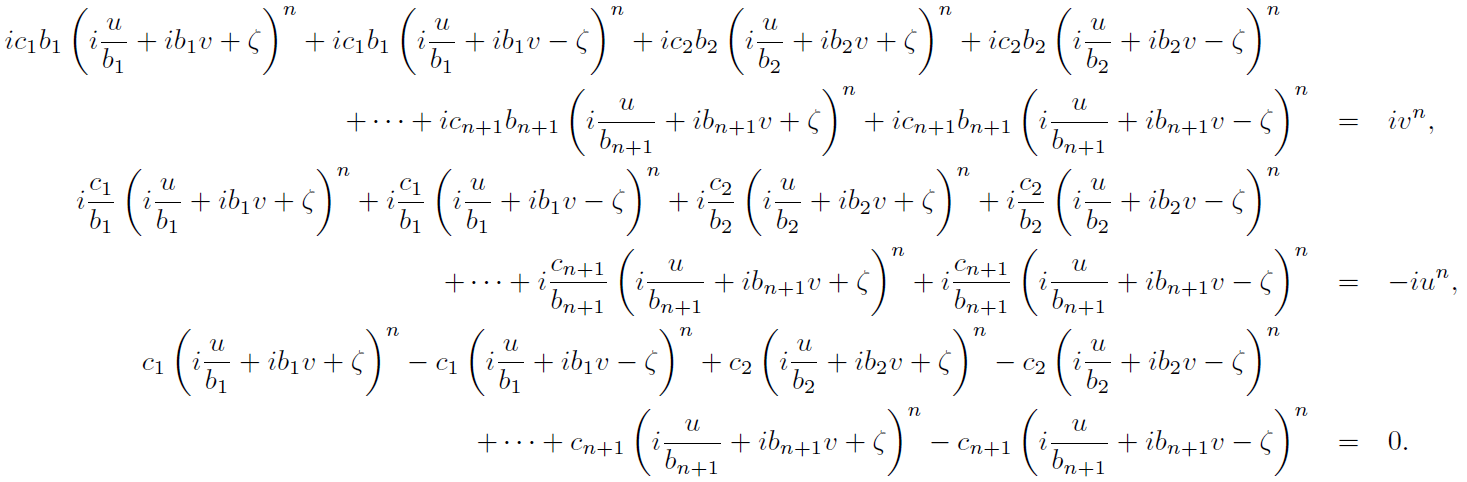 ic_1b_1\left(i\frac{u}{b_1}+ib_1v+\zeta\right)^n+ic_1b_1\left(i\frac{u}{b_1}+ib_1v-\zeta\right)^n+ic_2b_2\left(i\frac{u}{b_2}+ib_2v+\zeta\right)^n+ic_2b_2\left(i\frac{u}{b_2}+ib_2v-\zeta\right)^n
+\cdots+ic_{n+1}b_{n+1}\left(i\frac{u}{b_{n+1}}+ib_{n+1}v+\zeta\right)^n+ic_{n+1}b_{n+1}\left(i\frac{u}{b_{n+1}}+ib_{n+1}v-\zeta\right)^n = iv^n,
i\frac{c_1}{b_1}\left(i\frac{u}{b_1}+ib_1v+\zeta\right)^n+i\frac{c_1}{b_1}\left(i\frac{u}{b_1}+ib_1v-\zeta\right)^n+i\frac{c_2}{b_2}\left(i\frac{u}{b_2}+ib_2v+\zeta\right)^n+i\frac{c_2}{b_2}\left(i\frac{u}{b_2}+ib_2v-\zeta\right)^n
+\cdots+i\frac{c_{n+1}}{b_{n+1}}\left(i\frac{u}{b_{n+1}}+ib_{n+1}v+\zeta\right)^n+i\frac{c_{n+1}}{b_{n+1}}\left(i\frac{u}{b_{n+1}}+ib_{n+1}v-\zeta\right)^n = -iu^n,
c_1\left(i\frac{u}{b_1}+ib_1v+\zeta\right)^n-c_1\left(i\frac{u}{b_1}+ib_1v-\zeta\right)^n+c_2\left(i\frac{u}{b_2}+ib_2v+\zeta\right)^n-c_2\left(i\frac{u}{b_2}+ib_2v-\zeta\right)^n
+\cdots+c_{n+1}\left(i\frac{u}{b_{n+1}}+ib_{n+1}v+\zeta\right)^n-c_{n+1}\left(i\frac{u}{b_{n+1}}+ib_{n+1}v-\zeta\right)^n = 0.